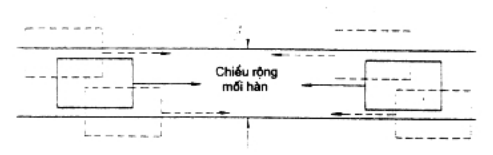 Chiều rộng
mối hàn